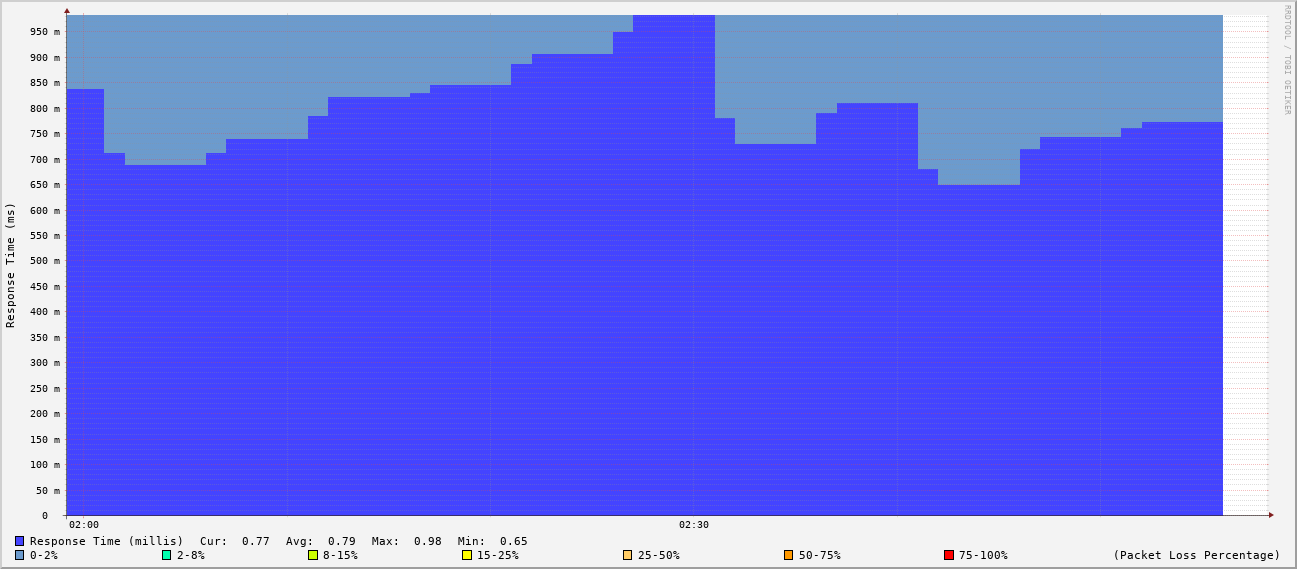 RRDTOOL / TOBI OETIKER
Response Time (ms)
950 m
900 m
850 m
800 m
750 m
700 m
650 m
600 m
550 m
500 m
450 m
400 m
350 m
300 m
250 m
200 m
150 m
100 m
50 m
0
02:00 02:30
Response Time (millis) Cur: 0.77 Avg: 0.79 Max: 0.98 Min: 0.65
0-2% 2-8% 8-15% 15-25% 25-50% 50-75% 75-100% (Packet Loss Percentage)